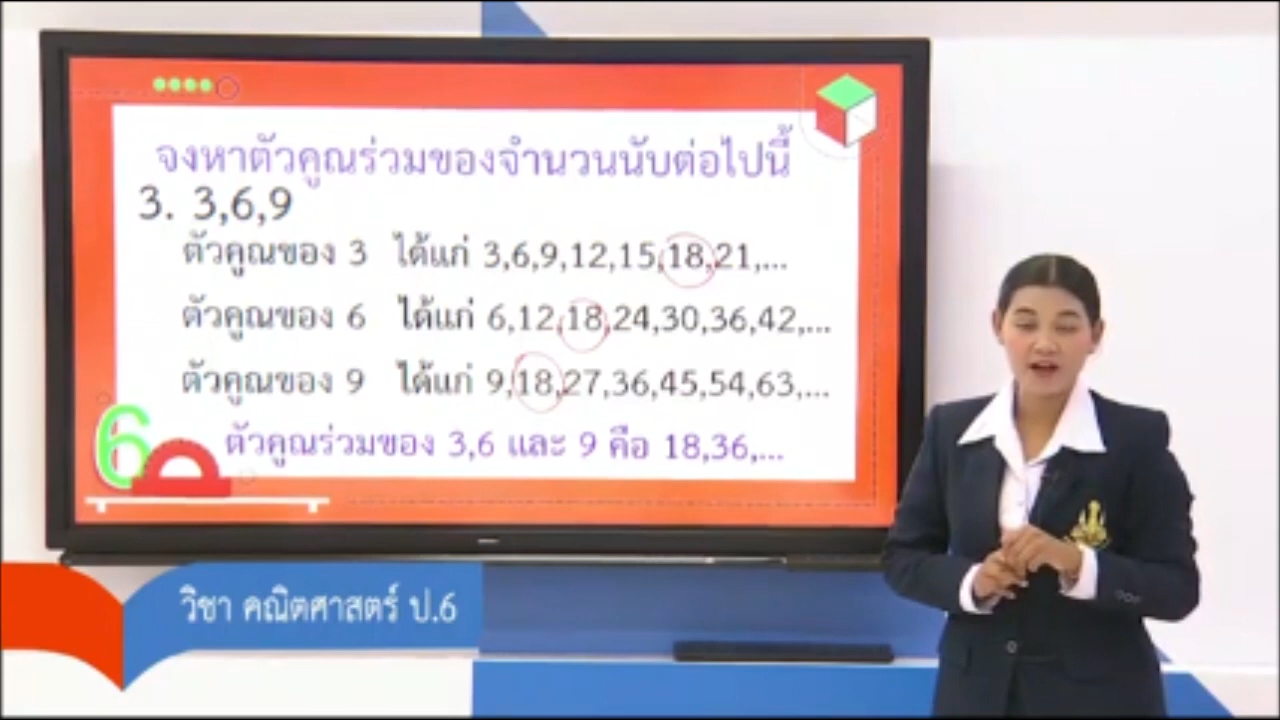 จงหาตัวคูณร่วมของจำนวนนับต่อไปนี้
3. 3,6,9
ตัวคูณของ 3 ได้แก่ 3,6,9,12,15,18,21,...
ตัวคูณของ 6 ได้แก่ 6,12,18,24,30,36,42,...
ตัวคูณของ 9 ได้แก่ 9,18,27,36,45,54,63,...
ตัวคูณร่วมของ 3,6 และ 9 คือ 18,36,...
6
วิชา คณิตศาสตร์ ป.6